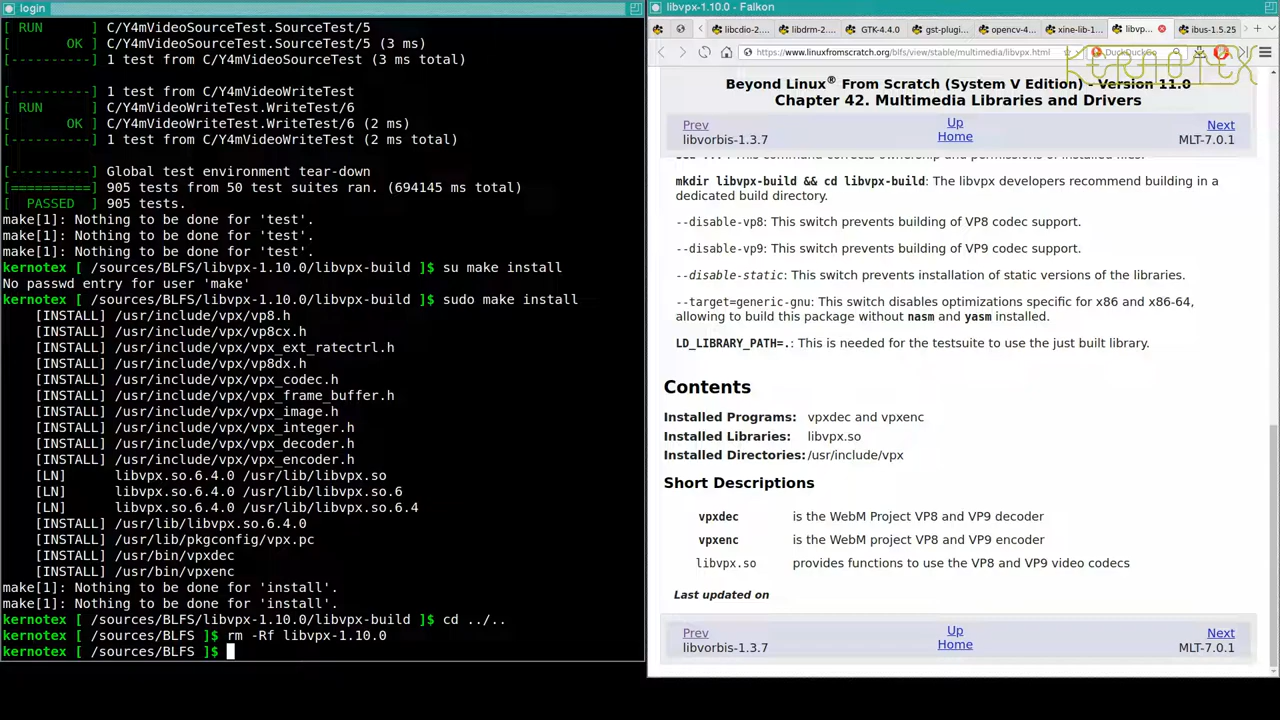 login
[ RUN      ] C/Y4mVideoSourceTest.SourceTest/5
[       OK ] C/Y4mVideoSourceTest.SourceTest/5 (3 ms)
[----------] 1 test from C/Y4mVideoSourceTest (3 ms total)
[----------] 1 test from C/Y4mVideoWriteTest
[ RUN      ] C/Y4mVideoWriteTest.WriteTest/6
[       OK ] C/Y4mVideoWriteTest.WriteTest/6 (2 ms)
[----------] 1 test from C/Y4mVideoWriteTest (2 ms total)
[----------] Global test environment tear-down
[==========] 905 tests from 50 test suites ran. (694145 ms total)
[  PASSED  ] 905 tests.
make[1]: Nothing to be done for 'test'.
make[1]: Nothing to be done for 'test'.
make[1]: Nothing to be done for 'test'.
kernotex [ /sources/BLFS/libvpx-1.10.0/libvpx-build ]$ su make install
No passwd entry for user 'make'
kernotex [ /sources/BLFS/libvpx-1.10.0/libvpx-build ]$ sudo make install
[INSTALL] /usr/include/vpx/vp8.h
[INSTALL] /usr/include/vpx/vp8cx.h
[INSTALL] /usr/include/vpx/vpx_ext_ratectrl.h
[INSTALL] /usr/include/vpx/vp8dx.h
[INSTALL] /usr/include/vpx/vpx_codec.h
[INSTALL] /usr/include/vpx/vpx_frame_buffer.h
[INSTALL] /usr/include/vpx/vpx_image.h
[INSTALL] /usr/include/vpx/vpx_integer.h
[INSTALL] /usr/include/vpx/vpx_decoder.h
[INSTALL] /usr/include/vpx/vpx_encoder.h
[LN]      libvpx.so.6.4.0 /usr/lib/libvpx.so
[LN]      libvpx.so.6.4.0 /usr/lib/libvpx.so.6
[LN]      libvpx.so.6.4.0 /usr/lib/libvpx.so.6.4
[INSTALL] /usr/lib/libvpx.so.6.4.0
[INSTALL] /usr/lib/pkgconfig/vpx.pc
[INSTALL] /usr/bin/vpxdec
[INSTALL] /usr/bin/vpxenc
make[1]: Nothing to be done for 'install'.
make[1]: Nothing to be done for 'install'.
kernotex [ /sources/BLFS/libvpx-1.10.0/libvpx-build ]$ cd ../..
kernotex [ /sources/BLFS ]$ rm -Rf libvpx-1.10.0
kernotex [ /sources/BLFS ]$
libvpx-1.10.0 - Falkon
libcdio-2.... libdrm-2.... GTK-4.4.0 gst-plugi... opencv-4... xine-lib-1... libvp... ibus-1.5.25
https://www.linuxfromscratch.org/blfs/view/stable/multimedia/libvpx.html DuckDuckGo
KERNOTEX
Beyond Linux® From Scratch (System V Edition) - Version 11.0
Chapter 42. Multimedia Libraries and Drivers
Prev Up Next
libvorbis-1.3.7 Home MLT-7.0.1
This command corrects ownership and permissions of installed files.
mkdir libvpx-build && cd libvpx-build: The libvpx developers recommend building in a
dedicated build directory.
--disable-vp8: This switch prevents building of VP8 codec support.
--disable-vp9: This switch prevents building of VP9 codec support.
--disable-static: This switch prevents installation of static versions of the libraries.
--target=generic-gnu: This switch disables optimizations specific for x86 and x86-64,
allowing to build this package without nasm and yasm installed.
LD_LIBRARY_PATH=.: This is needed for the testsuite to use the just built library.
Contents
Installed Programs: vpxdec and vpxenc
Installed Libraries: libvpx.so
Installed Directories: /usr/include/vpx
Short Descriptions
vpxdec is the WebM Project VP8 and VP9 decoder
vpxenc is the WebM project VP8 and VP9 encoder
libvpx.so provides functions to use the VP8 and VP9 video codecs
Last updated on
Prev Up Next
libvorbis-1.3.7 Home MLT-7.0.1